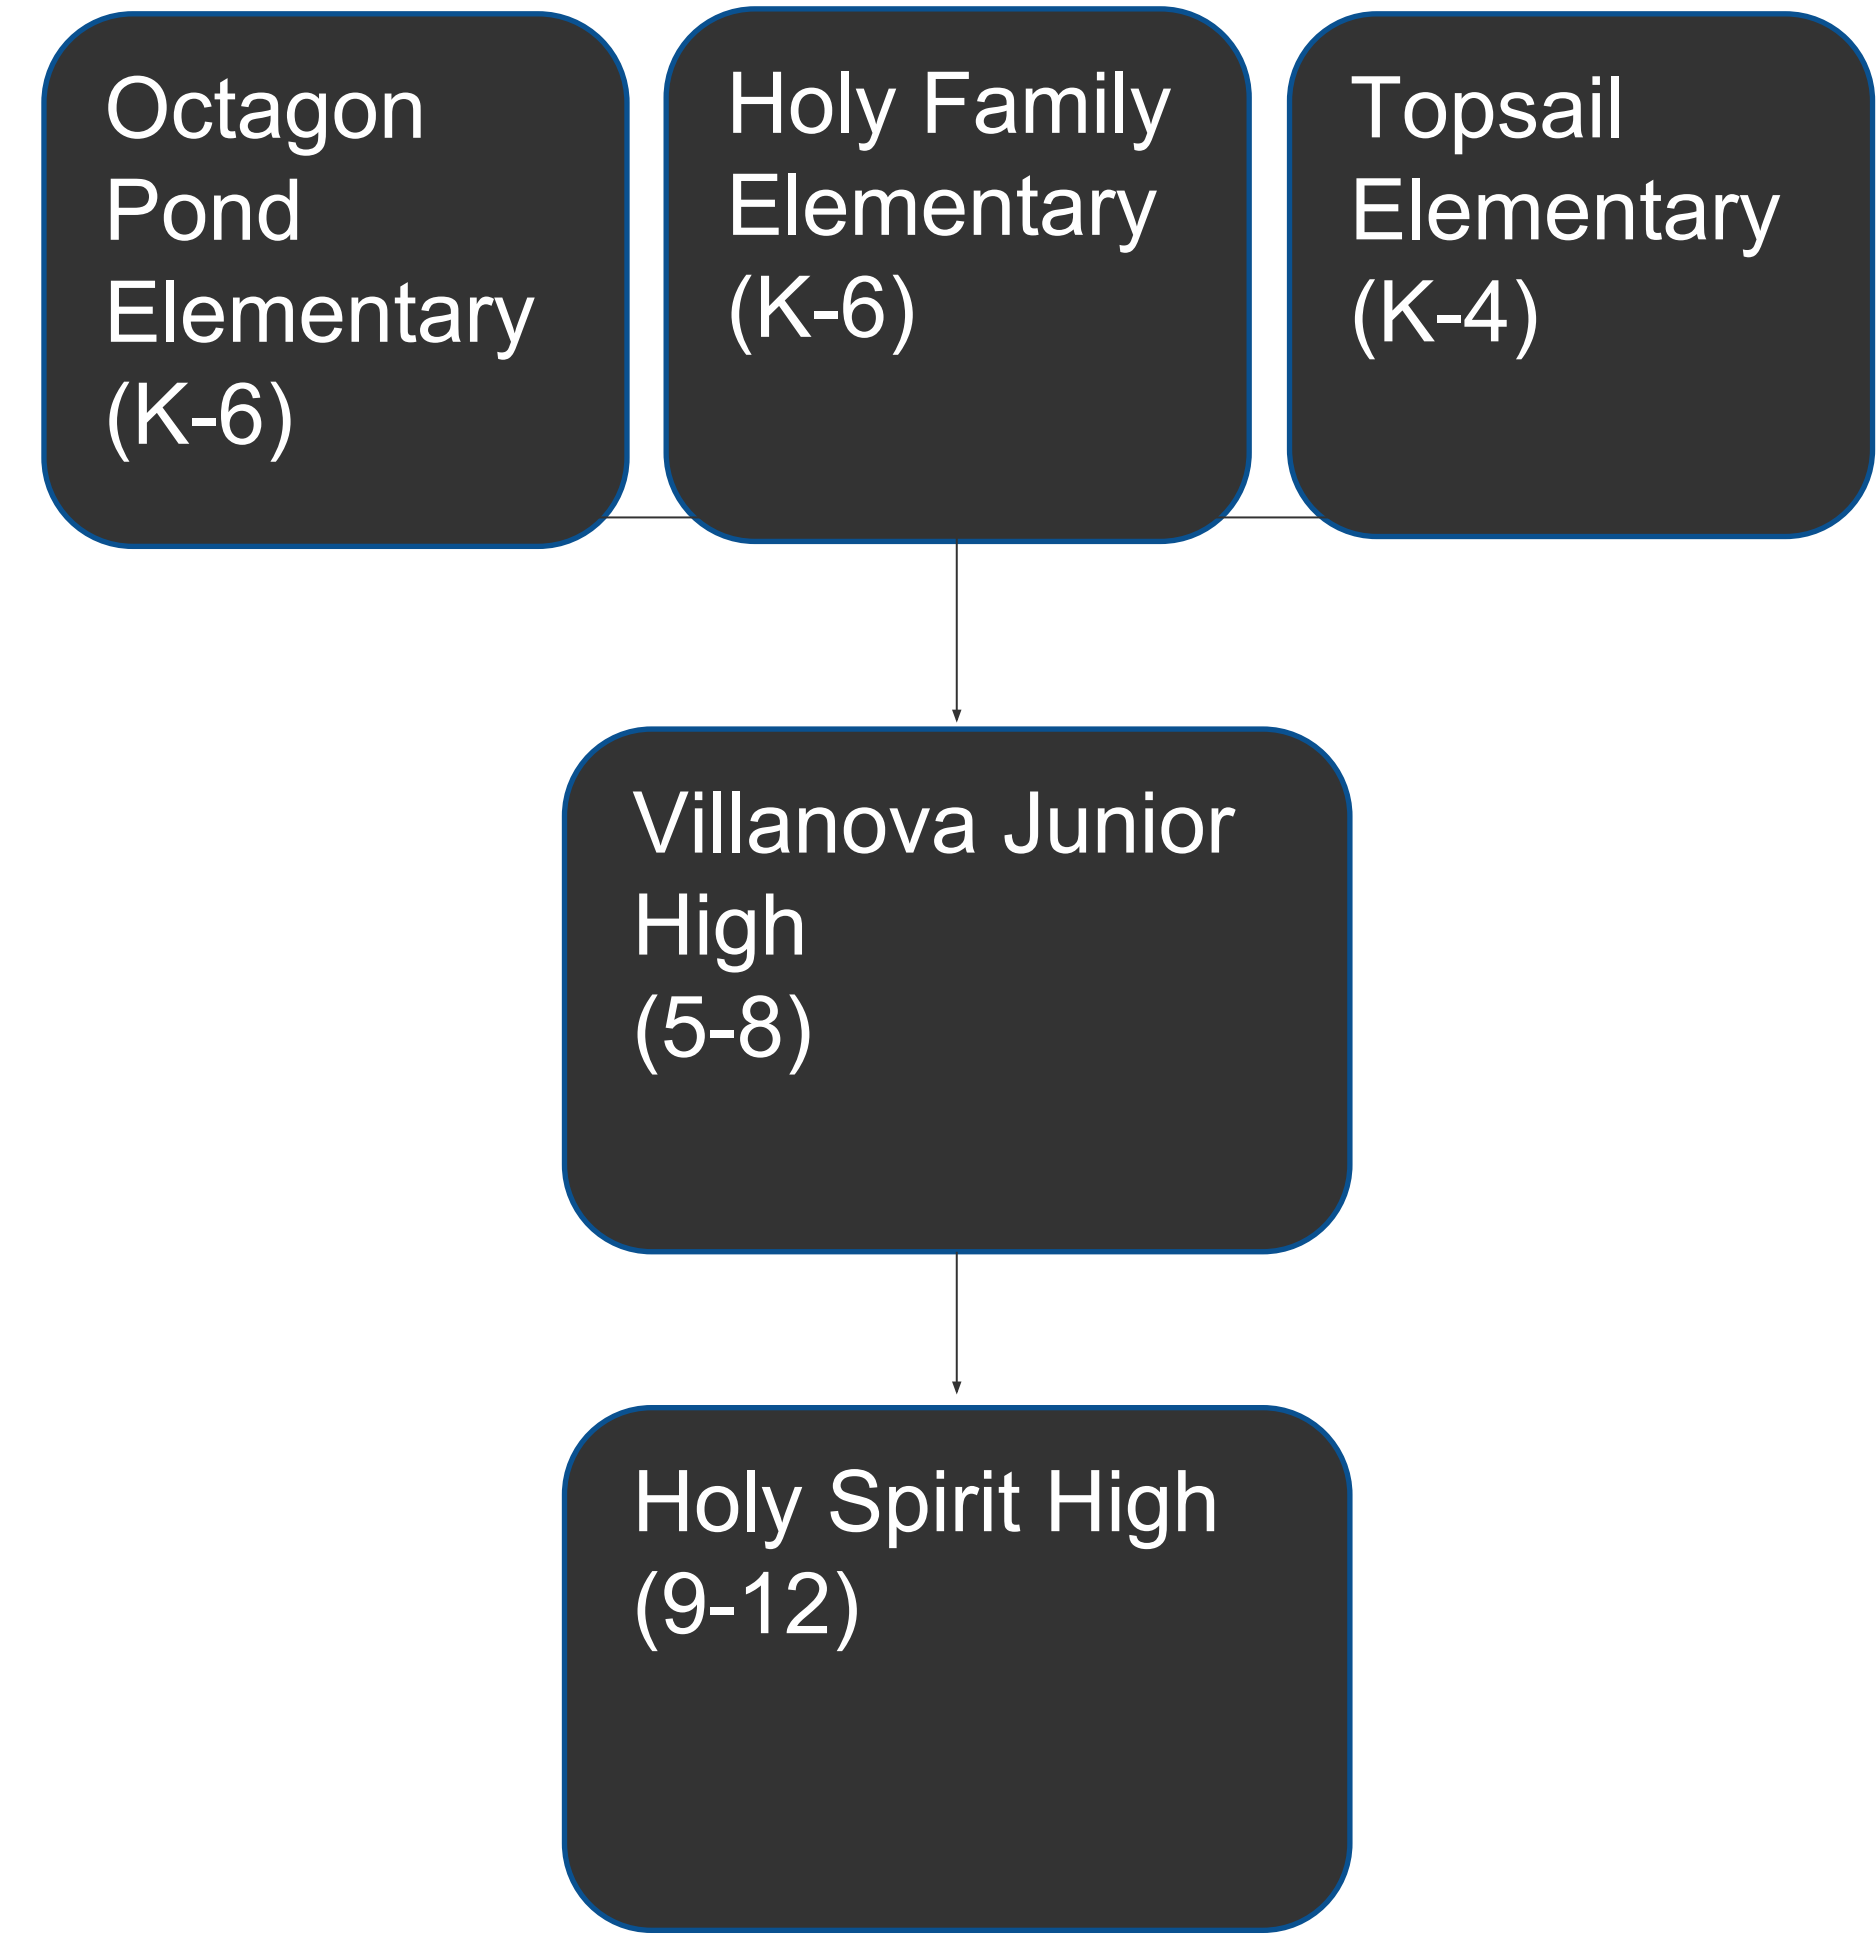 Octagon
Pond
Elementary
(K-6)
Holy Family
Elementary
(K-6)
Topsail
Elementary
(K-4)
Villanova Junior
High
(5-8)
Holy Spirit High
(9-12)